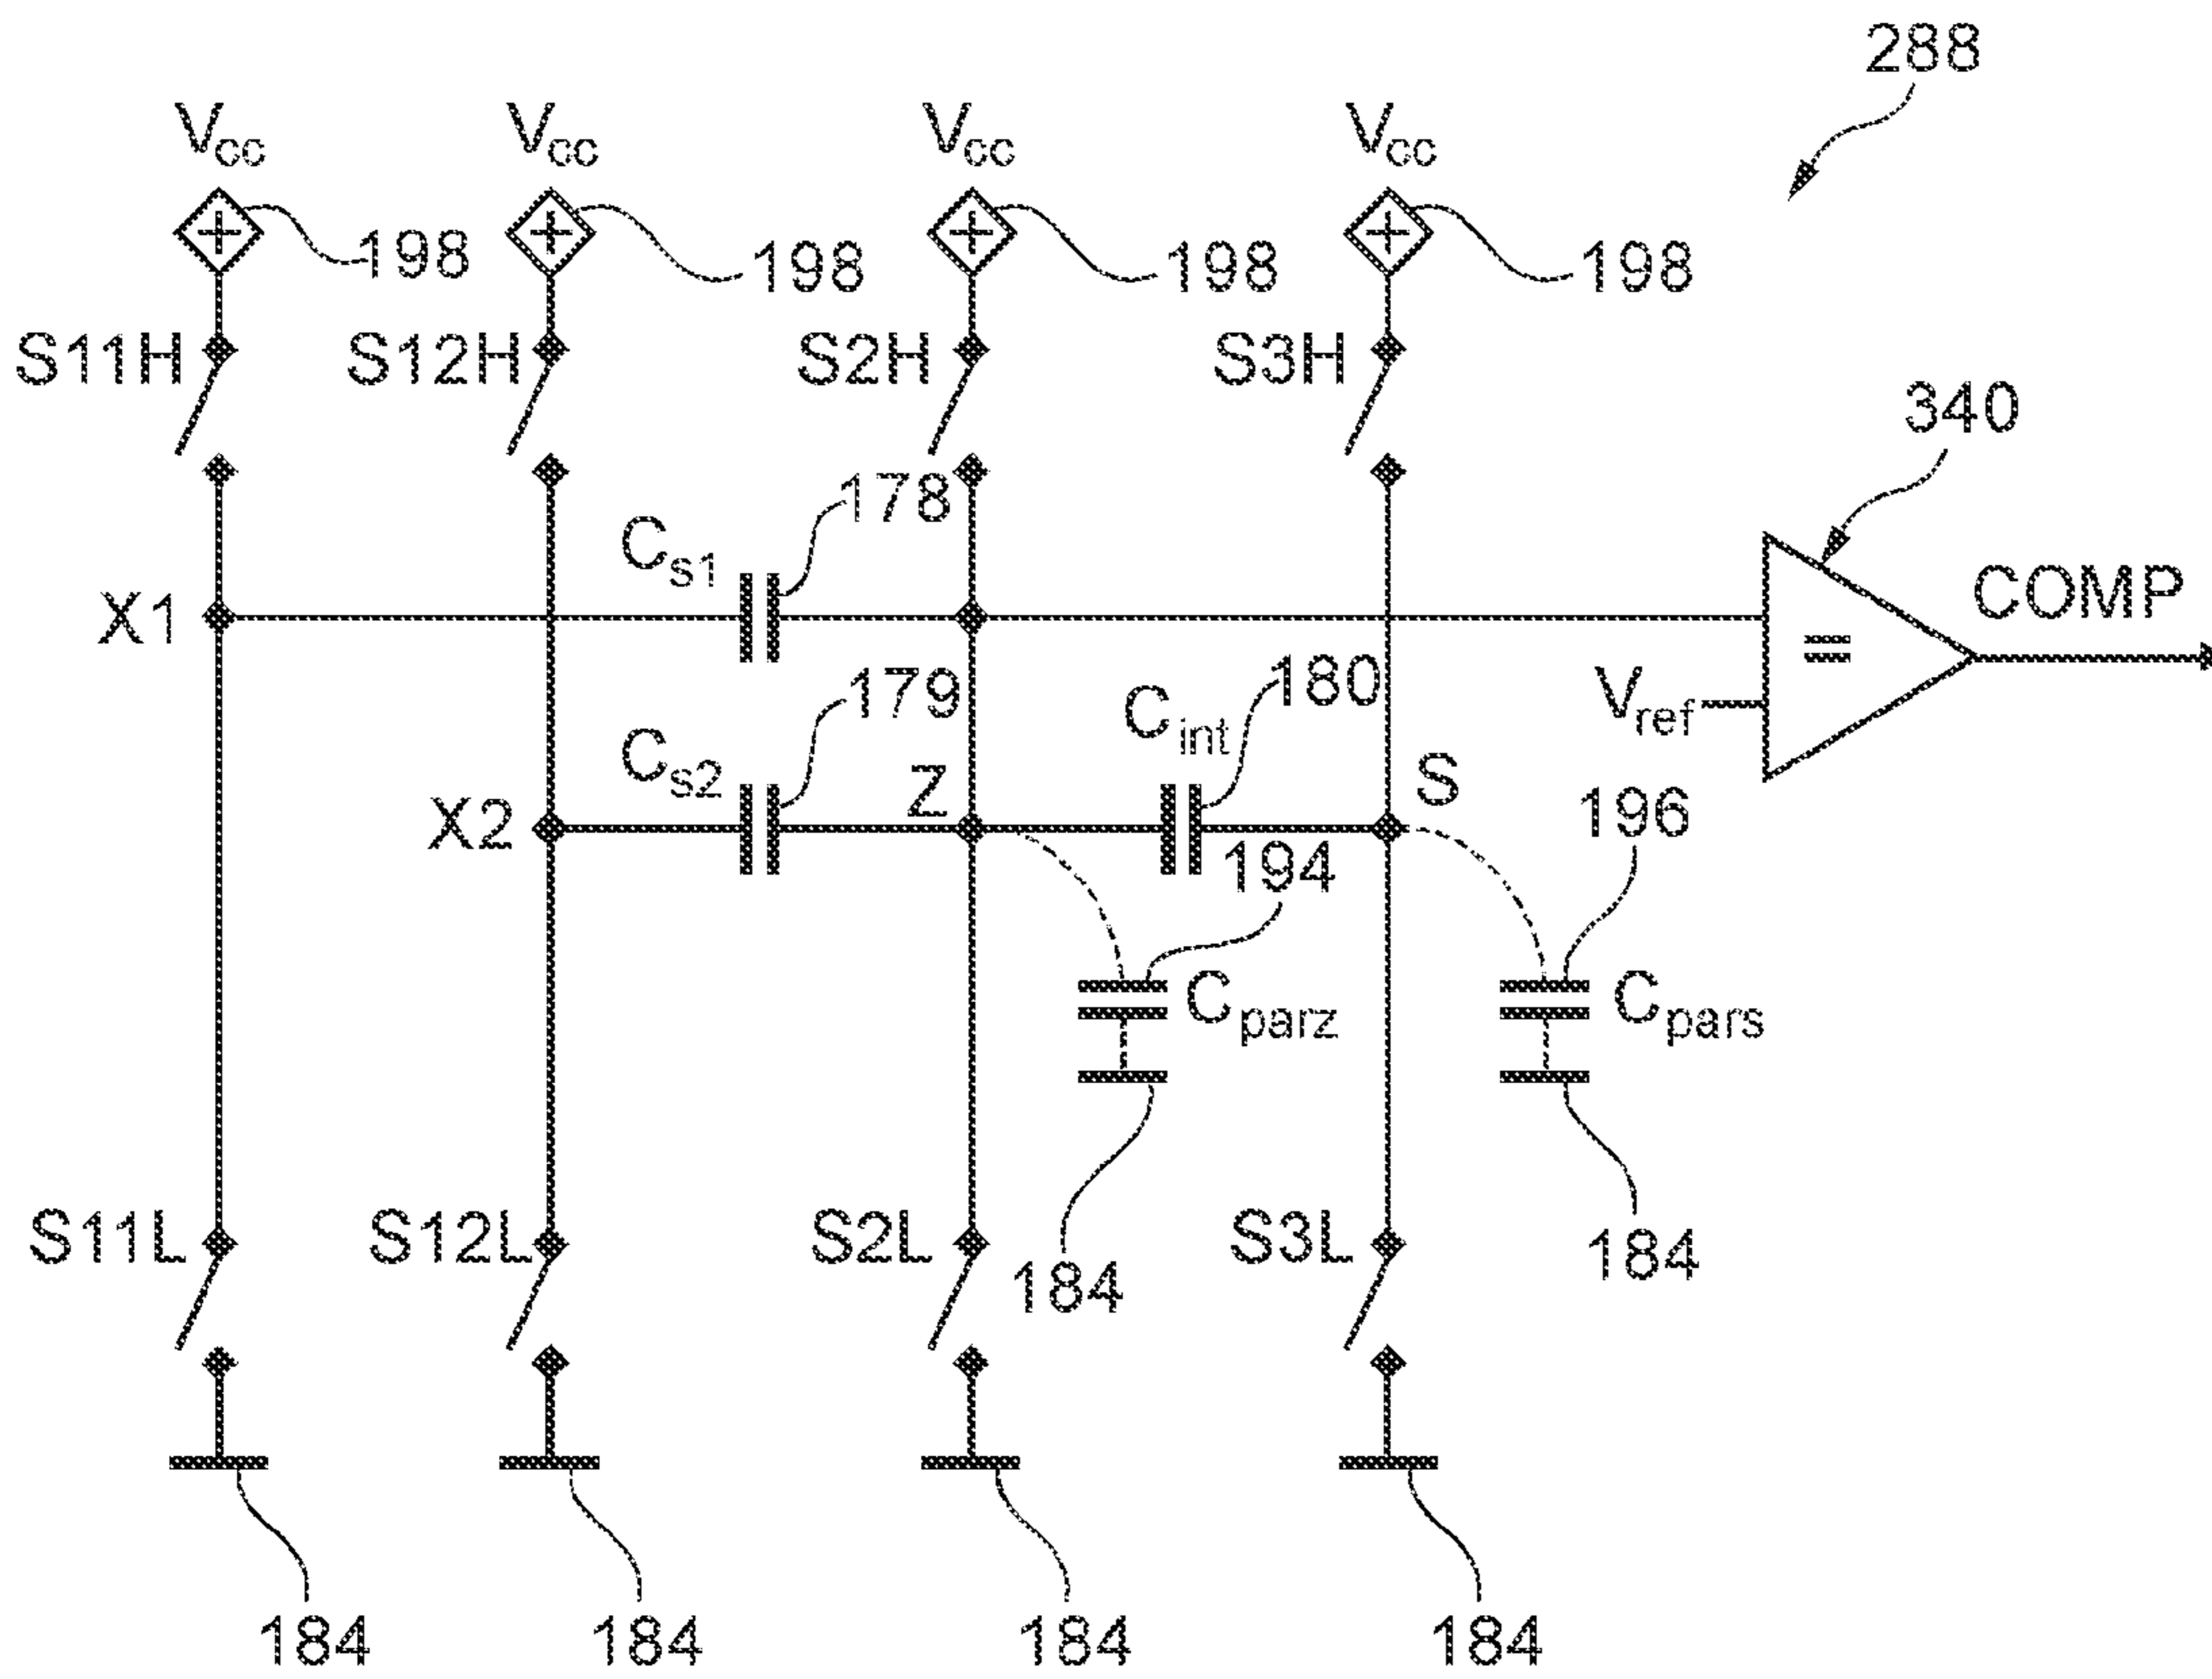 288
Vcc Vcc Vcc Vcc
198 198 198 198
S11H S12H S2H S3H
340
178
Cs1
COMP
X1
=
179
180
Cint
Vref
Cs2
Z
S
X2
196
194
Cparz
Cpars
S11L S12L S2L S3L
184
184
184 184 184 184